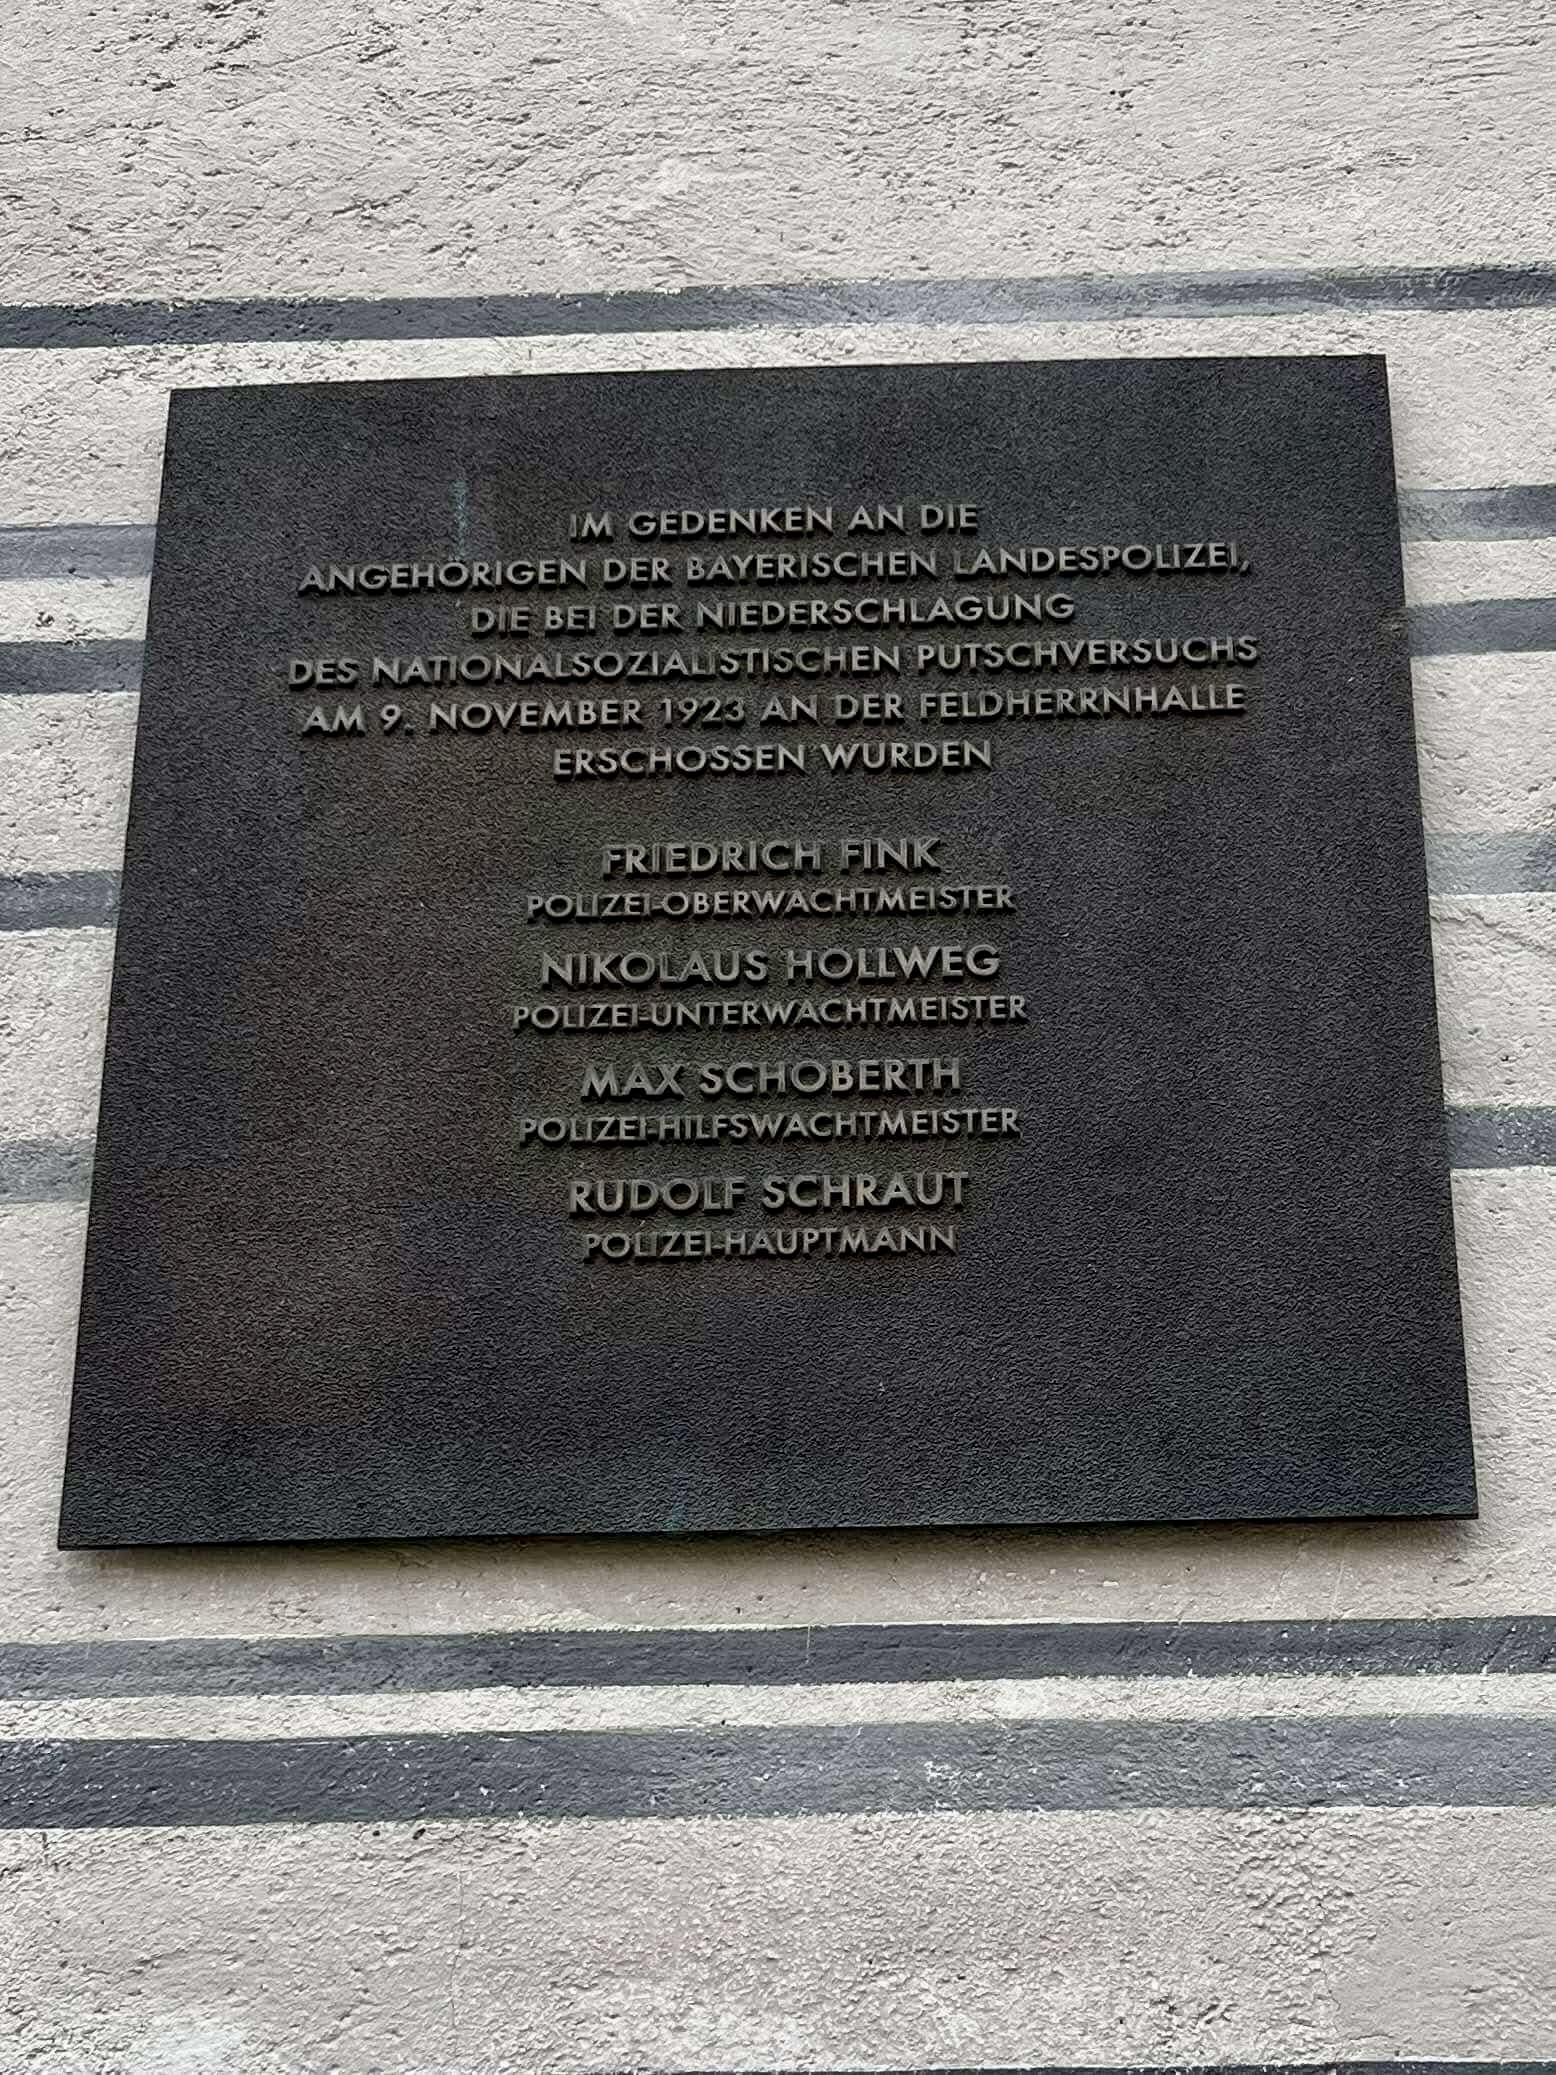 IM GEDENKEN AN DIE
ANGEHÖRIGEN DER BAYERISCHEN LANDESPOLIZEI,
DIE BEI DER NIEDERSCHLAGUNG
DES NATIONALSOZIALISTISCHEN PUTSCHVERSUCHS
AM 9. NOVEMBER 1923 AN DER FELDHERRNHALLE
ERSCHOSSEN WURDEN
FRIEDRICH FINK
POLIZEI-OBERWACHTMEISTER
NIKOLAUS HOLLWEG
POLIZEI-UNTERWACHTMEISTER
MAX SCHOBERTH
POLIZEI-HILFSWACHTMEISTER
RUDOLF SCHRAUT
POLIZEI-HAUPTMANN